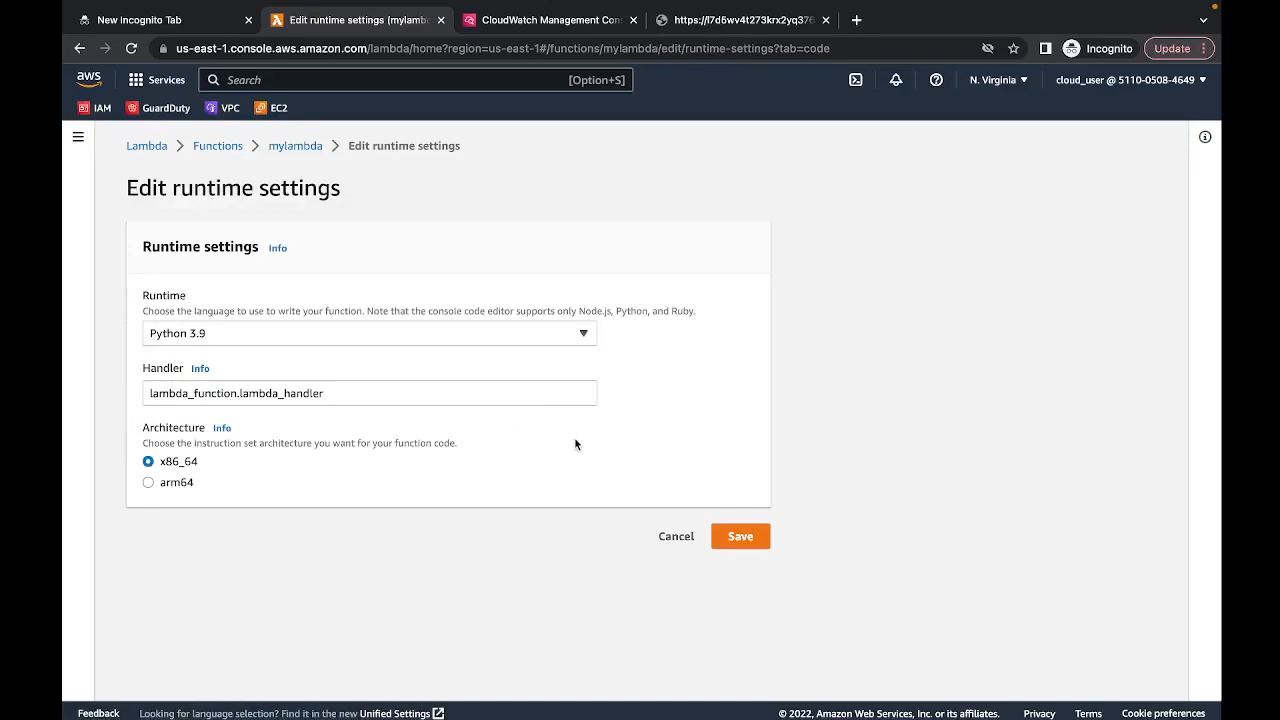 New Incognito Tab
Edit runtime settings (mylambd
CloudWatch Management Con
https://l7d5wv4t273krx2yq376
us-east-1.console.aws.amazon.com/lambda/home?region=us-east-1#/functions/mylambda/edit/runtime-settings?tab=code
Incognito
Update
aws
Services
Search
[Option+S]
N. Virginia
cloud_user @ 5110-0508-4649
IAM
GuardDuty
VPC
EC2
Lambda > Functions > mylambda > Edit runtime settings
Edit runtime settings
Runtime settings Info
Runtime
Choose the language to use to write your function. Note that the console code editor supports only Node.js, Python, and Ruby.
Python 3.9
Handler Info
lambda_function.lambda_handler
Architecture Info
Choose the instruction set architecture you want for your function code.
x86_64
arm64
Cancel
Save
Feedback
Looking for language selection? Find it in the new Unified Settings
© 2022, Amazon Web Services, Inc. or its affiliates.
Privacy
Terms
Cookie preferences